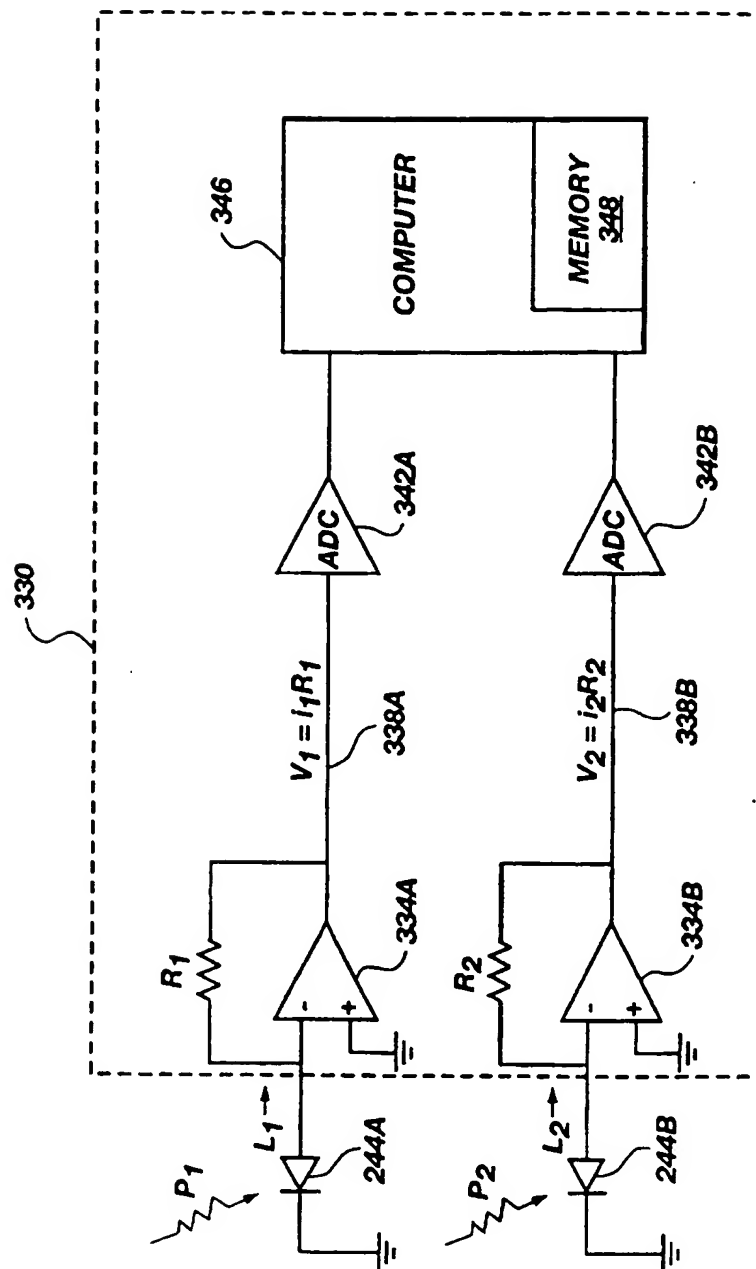 330
346
COMPUTER
MEMORY
348
342A
ADC
342B
ADC
V1 = i1R1
338A
V2 = i2R2
338B
R1
334A
-
+
R2
334B
-
+
L1
244A
P1
L2
244B
P2